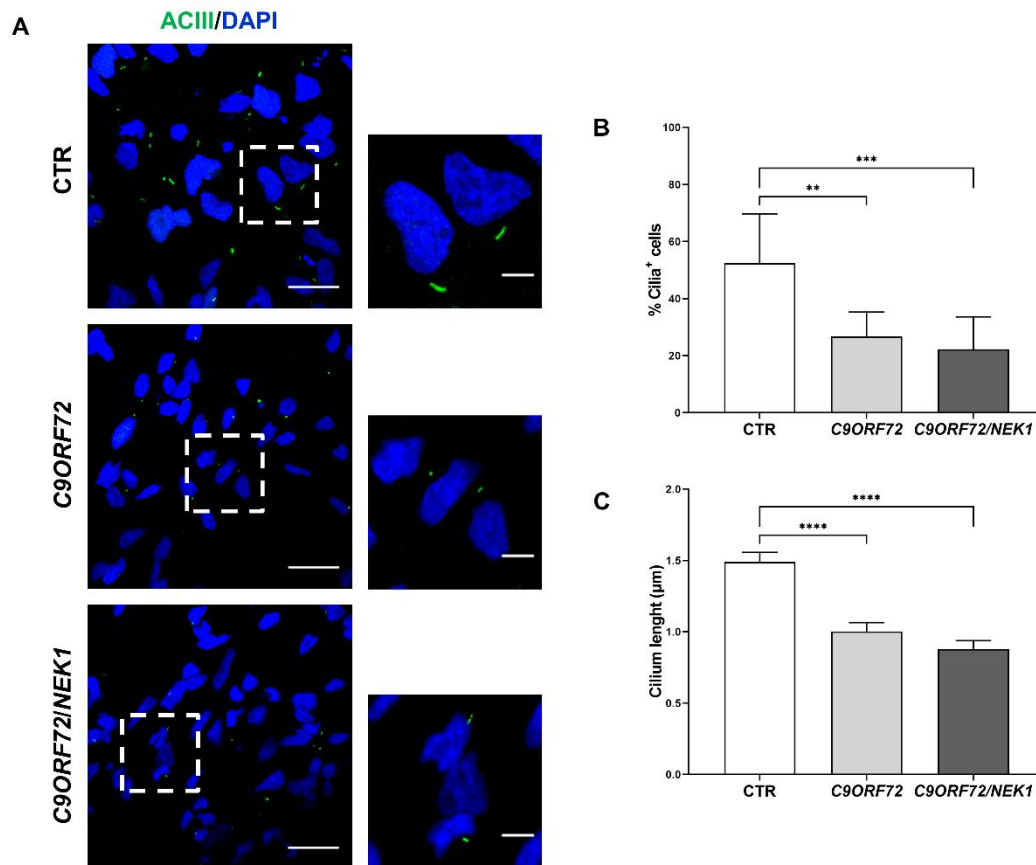 A
ACIII/DAPI
CTR
C9ORF72
C9ORF72/NEK1
B
% Cilia⁺ cells
100
80
60
40
20
0
***
**
CTR
C9ORF72
C9ORF72/NEK1
C
Cilium lenght (µm)
2.0
1.5
1.0
0.5
0.0
****
****
CTR
C9ORF72
C9ORF72/NEK1